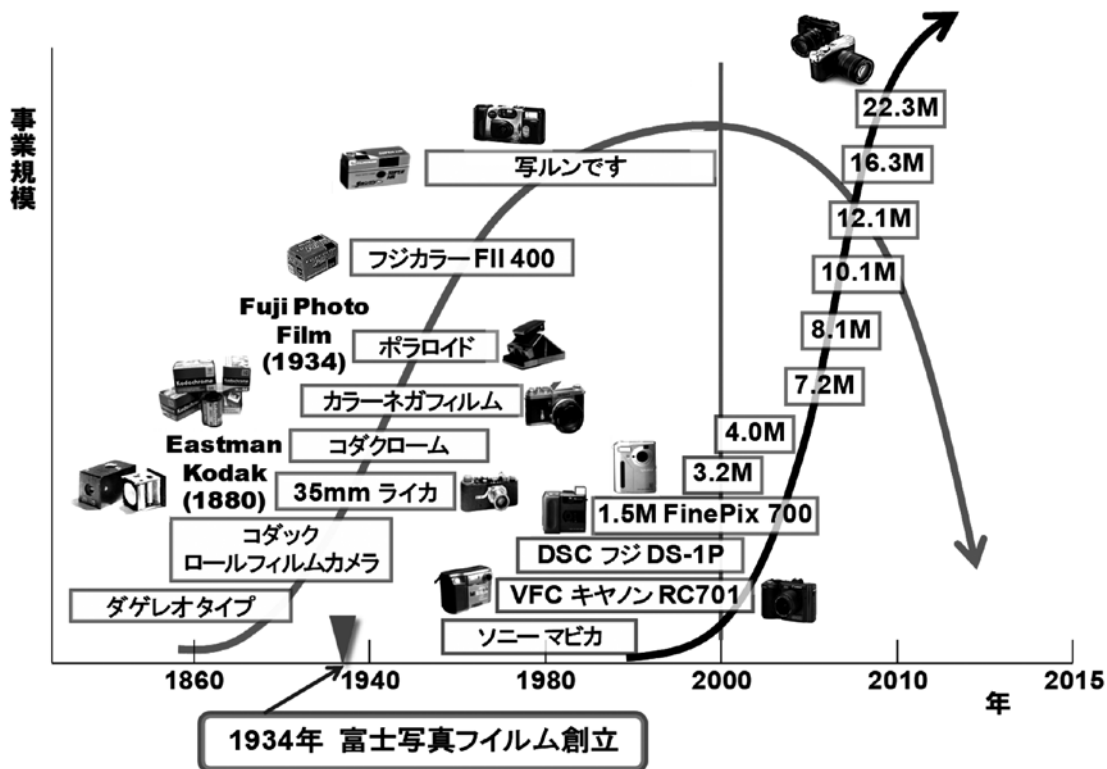 事業規模
22.3M
16.3M
写ルンです
12.1M
フジカラー FII 400
10.1M
Fuji Photo
Film
(1934)
ポラロイド
8.1M
7.2M
カラーネガフィルム
Eastman
Kodak
(1880)
コダクローム
4.0M
3.2M
35mm ライカ
1.5M FinePix 700
コダック
ロールフィルムカメラ
DSC フジ DS-1P
ダゲレオタイプ
VFC キヤノン RC701
ソニー マビカ
1860
1940
1980
2000
2010
2015
年
1934年 富士写真フイルム創立